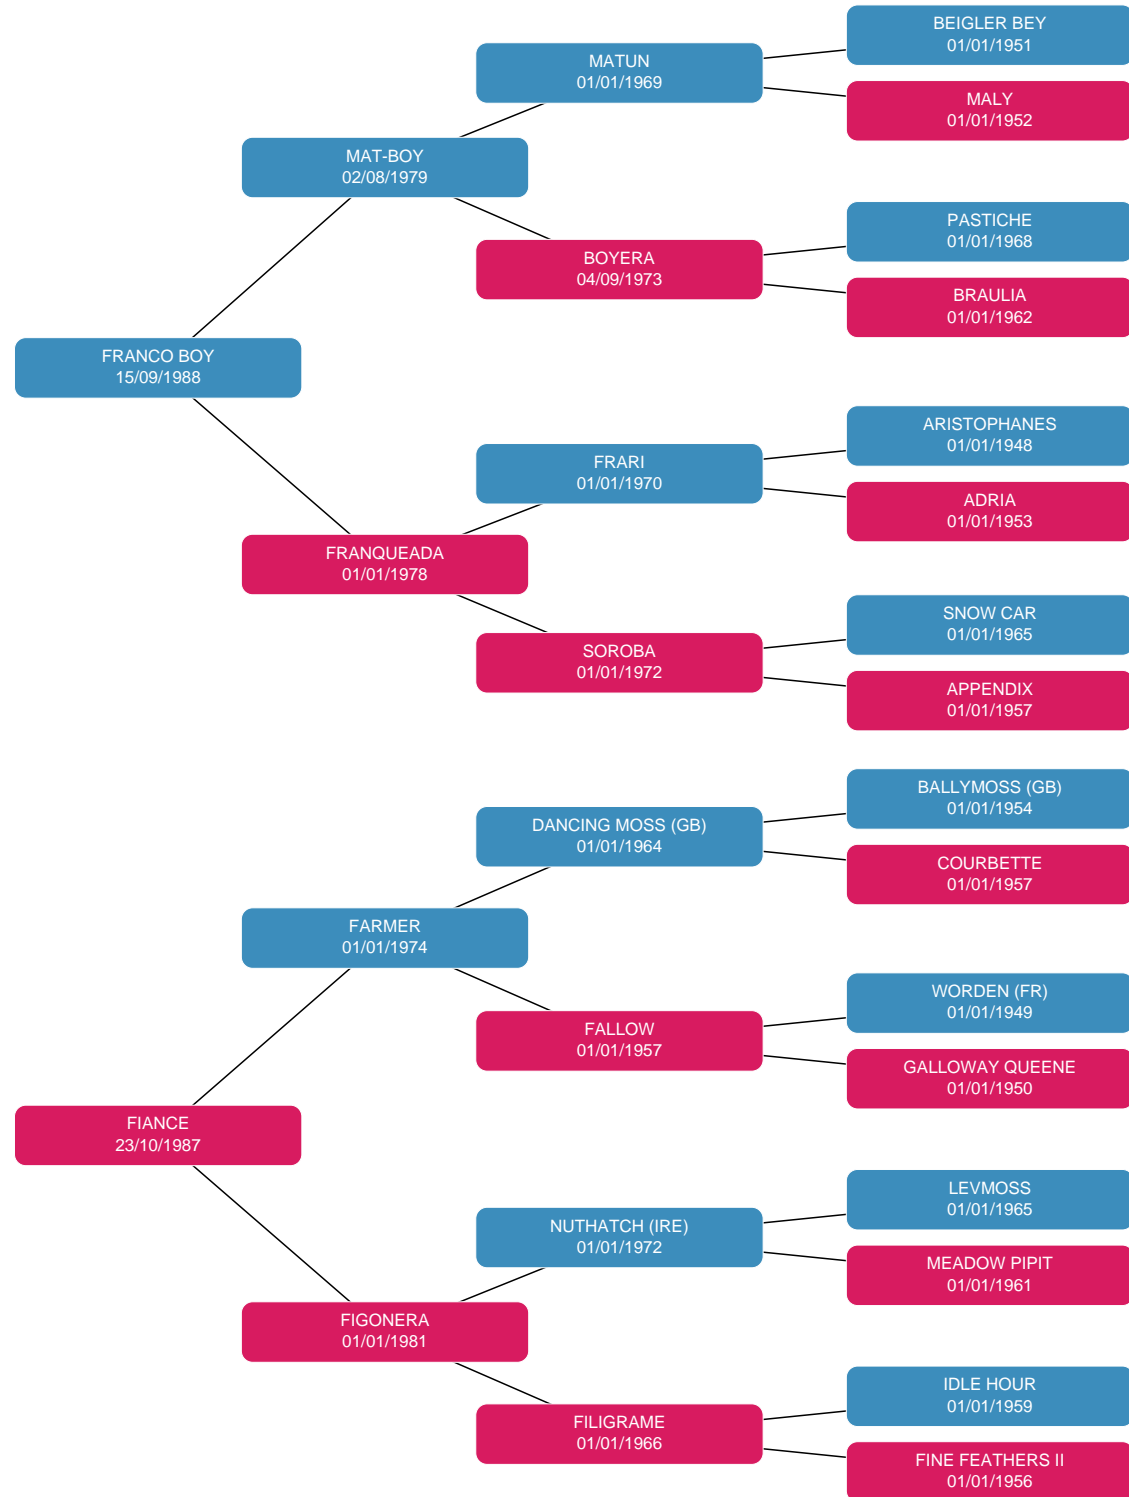 BEIGLER BEY
01/01/1951
MATUN
01/01/1969
MALY
01/01/1952
MAT-BOY
02/08/1979
PASTICHE
01/01/1968
BOYERA
04/09/1973
BRAULIA
01/01/1962
FRANCO BOY
15/09/1988
ARISTOPHANES
01/01/1948
FRARI
01/01/1970
ADRIA
01/01/1953
FRANQUEADA
01/01/1978
SNOW CAR
01/01/1965
SOROBA
01/01/1972
APPENDIX
01/01/1957
BALLYMOSS (GB)
01/01/1954
DANCING MOSS (GB)
01/01/1964
COURBETTE
01/01/1957
FARMER
01/01/1974
WORDEN (FR)
01/01/1949
FALLOW
01/01/1957
GALLOWAY QUEENE
01/01/1950
FIANCE
23/10/1987
LEVMOSS
01/01/1965
NUTHATCH (IRE)
01/01/1972
MEADOW PIPIT
01/01/1961
FIGONERA
01/01/1981
IDLE HOUR
01/01/1959
FILIGRAME
01/01/1966
FINE FEATHERS II
01/01/1956